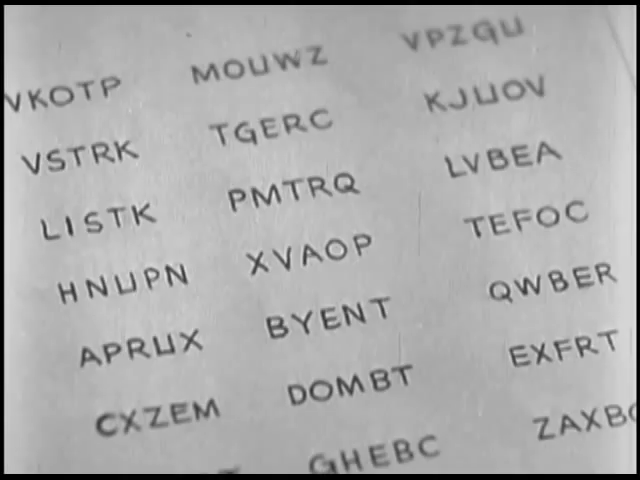 VKOTP MOUWZ VPZQU
VSTRK TGERC KJUOV
LISTK PMTRQ LVBEA
HNUPN XVAOP TEFOC
APRUX BYENT QWBER
CXZEM DOMBT EXFRT
GHEBC